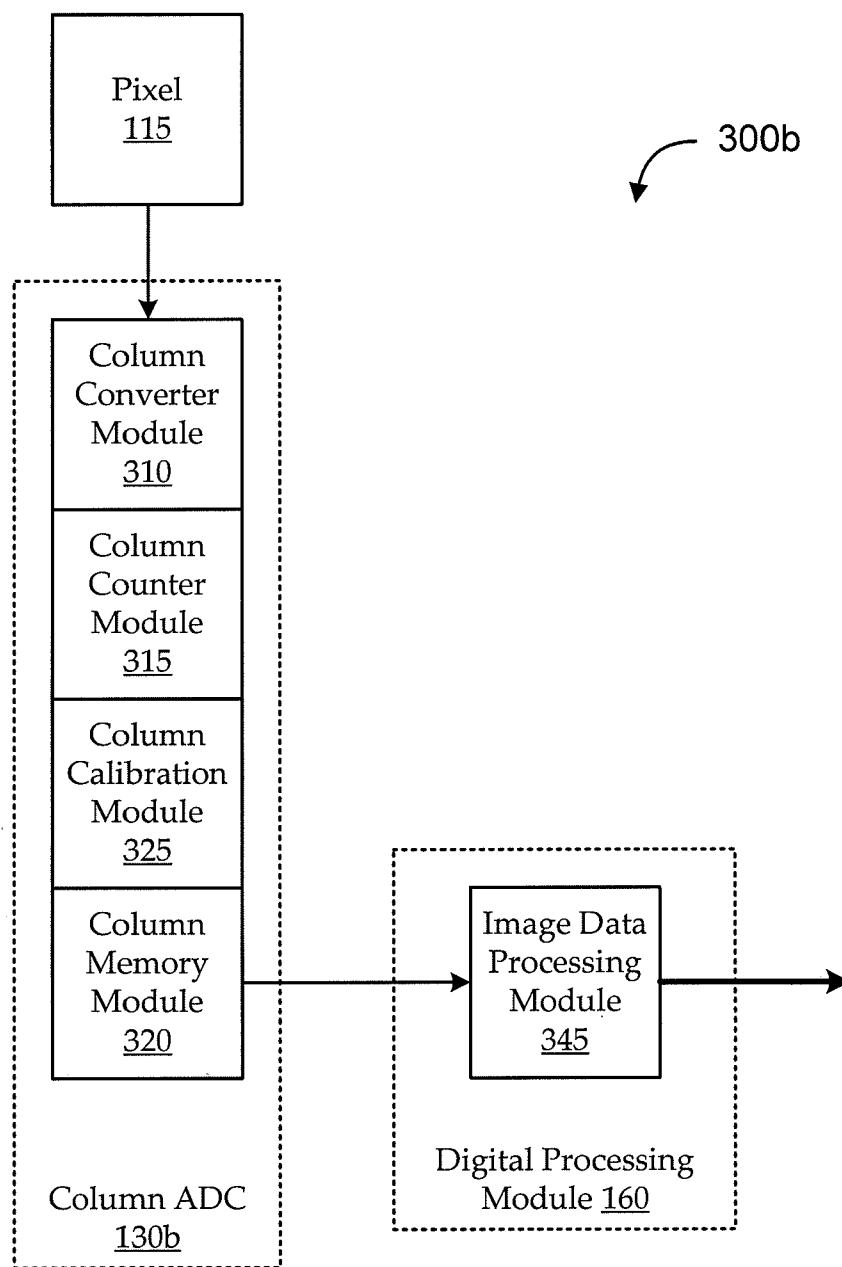 Pixel
115
300b
Column
Converter
Module
310
Column
Counter
Module
315
Column
Calibration
Module
325
Column
Memory
Module
320
Image Data
Processing
Module
345
Digital Processing
Module 160
Column ADC
130b